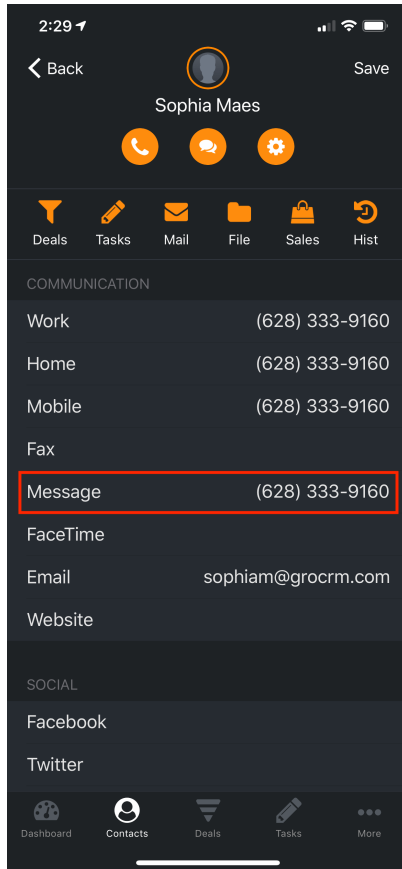 2:29
Back
Save
Sophia Maes
Deals Tasks Mail File Sales Hist
COMMUNICATION
Work (628) 333-9160
Home (628) 333-9160
Mobile (628) 333-9160
Fax
Message (628) 333-9160
FaceTime
Email sophiam@grocrm.com
Website
SOCIAL
Facebook
Twitter
Dashboard Contacts Deals Tasks More